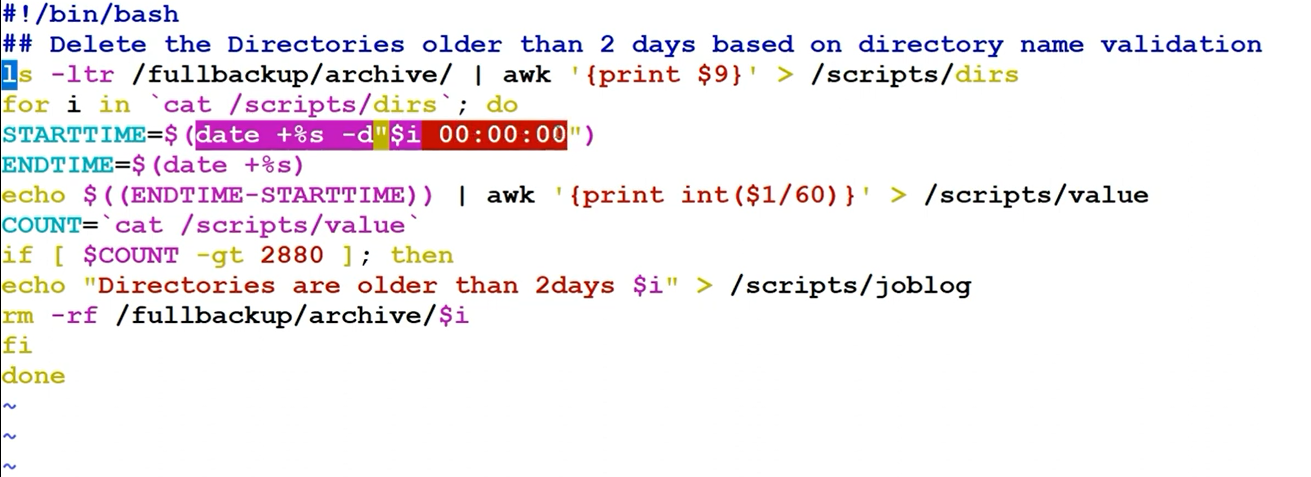 #!/bin/bash
## Delete the Directories older than 2 days based on directory name validation
ls -ltr /fullbackup/archive/ | awk '{print $9}' > /scripts/dirs
for i in `cat /scripts/dirs`; do
STARTTIME=$(date +%s -d"$i 00:00:00")
ENDTIME=$(date +%s)
echo $((ENDTIME-STARTTIME)) | awk '{print int($1/60)}' > /scripts/value
COUNT=`cat /scripts/value`
if [ $COUNT -gt 2880 ]; then
echo "Directories are older than 2days $i" > /scripts/joblog
rm -rf /fullbackup/archive/$i
fi
done
~
~
~